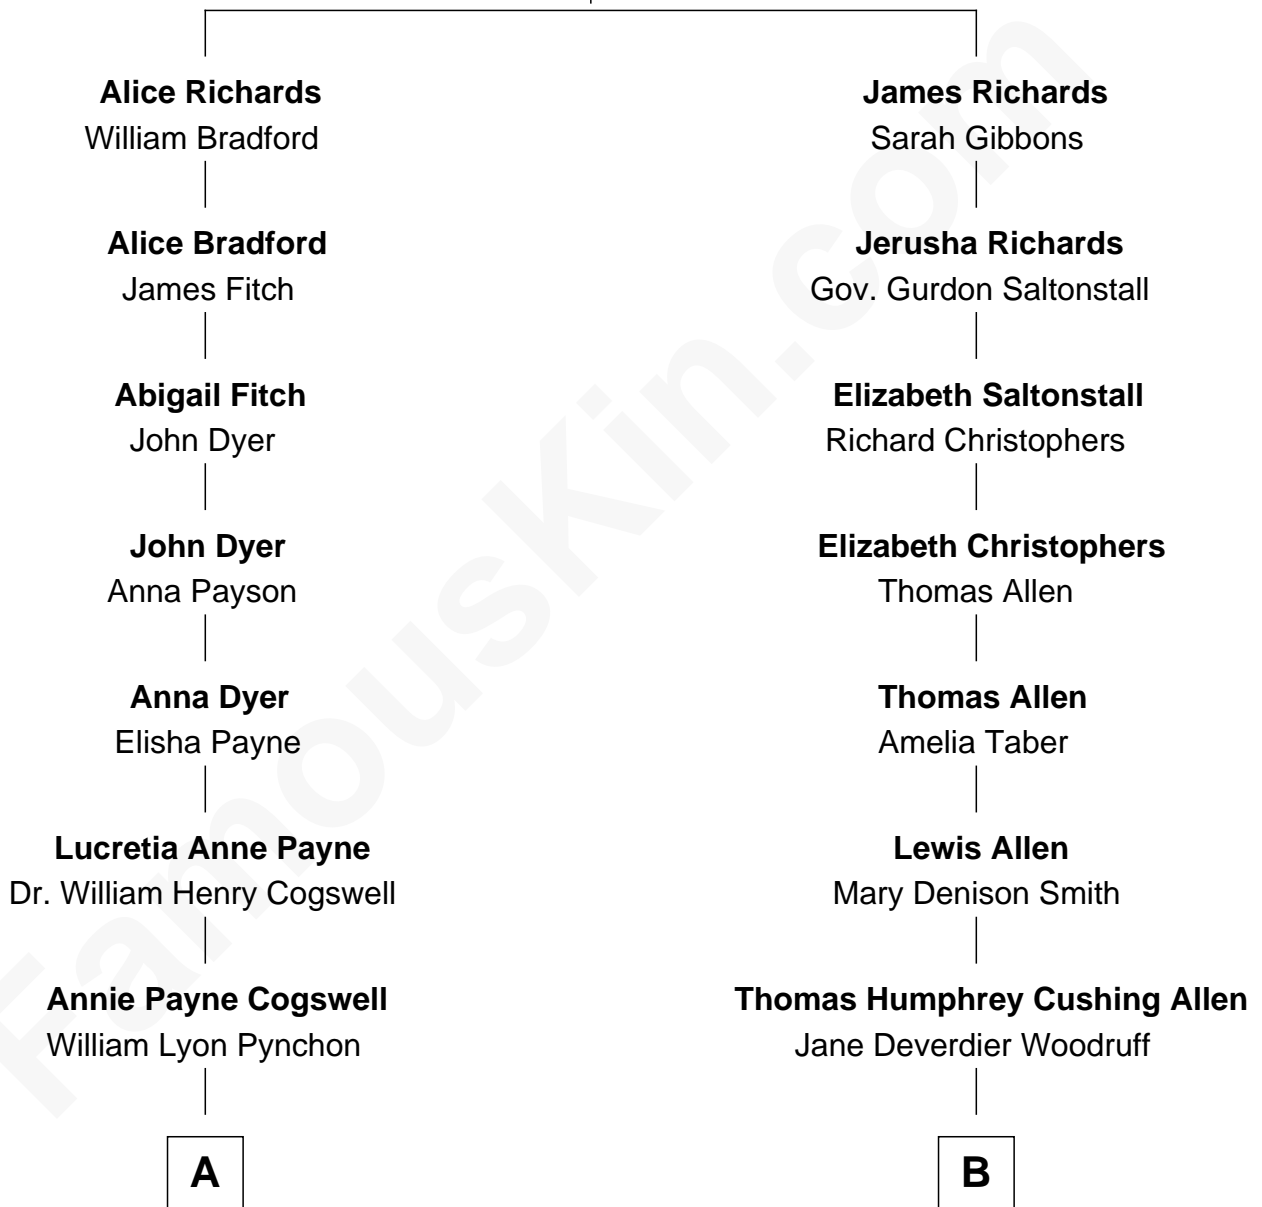 Alice Richards
William Bradford
Alice Bradford
James Fitch
Abigail Fitch
John Dyer
John Dyer
Anna Payson
Anna Dyer
Elisha Payne
Lucretia Anne Payne
Dr. William Henry Cogswell
Annie Payne Cogswell
William Lyon Pynchon
A
James Richards
Sarah Gibbons
Jerusha Richards
Gov. Gurdon Saltonstall
Elizabeth Saltonstall
Richard Christophers
Elizabeth Christophers
Thomas Allen
Thomas Allen
Amelia Taber
Lewis Allen
Mary Denison Smith
Thomas Humphrey Cushing Allen
Jane Deverdier Woodruff
B
FamousKin.com